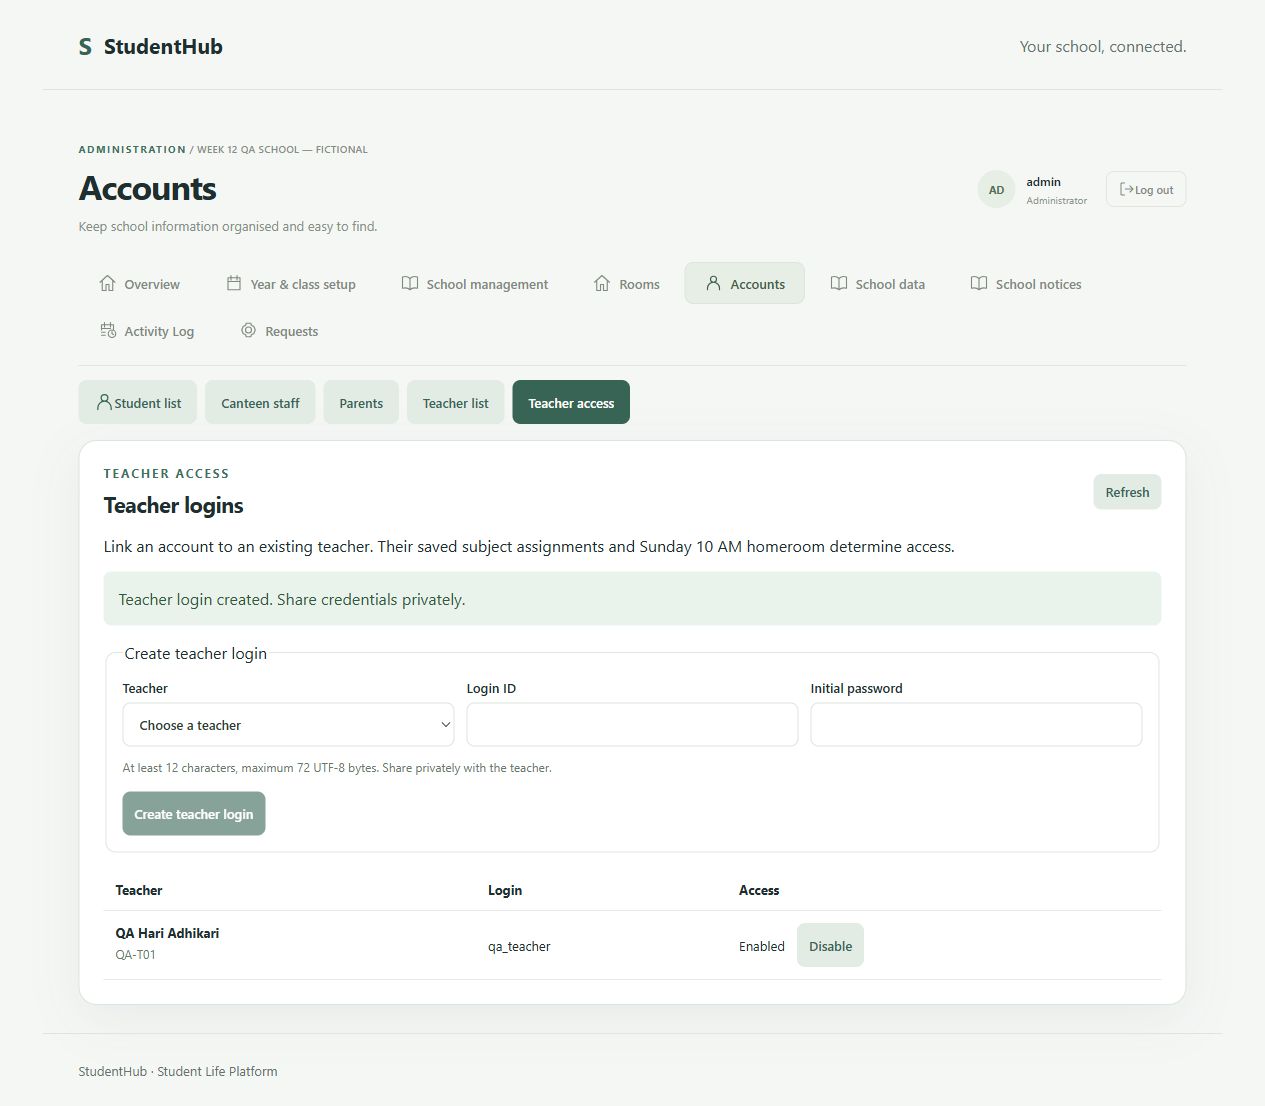 S StudentHub
Your school, connected.
ADMINISTRATION / WEEK 12 QA SCHOOL — FICTIONAL
Accounts
Keep school information organised and easy to find.
AD
admin
Administrator
Log out
Overview
Year & class setup
School management
Rooms
Accounts
School data
School notices
Activity Log
Requests
Student list
Canteen staff
Parents
Teacher list
Teacher access
TEACHER ACCESS
Teacher logins
Refresh
Link an account to an existing teacher. Their saved subject assignments and Sunday 10 AM homeroom determine access.
Teacher login created. Share credentials privately.
Create teacher login
Teacher
Login ID
Initial password
Choose a teacher
At least 12 characters, maximum 72 UTF-8 bytes. Share privately with the teacher.
Create teacher login
Teacher
Login
Access
QA Hari Adhikari
QA-T01
qa_teacher
Enabled
Disable
StudentHub · Student Life Platform